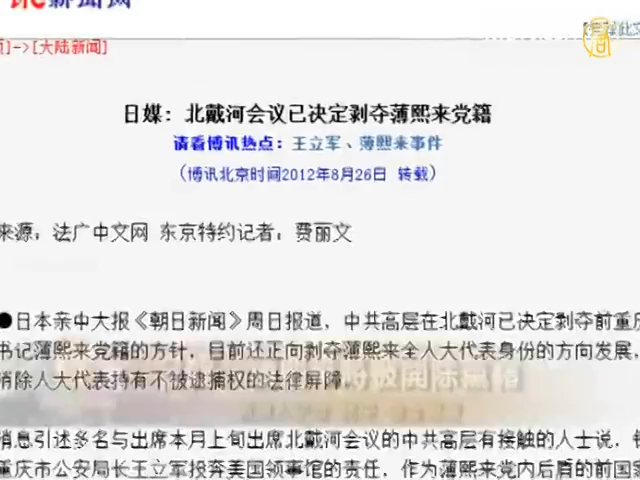 讯新闻网
]->[大陆新闻]
日媒：北戴河会议已决定剥夺薄熙来党籍
请看博讯热点：王立军、薄熙来事件
（博讯北京时间2012年8月26日 转载）
来源：法广中文网 东京特约记者：费丽文
●日本亲中大报《朝日新闻》周日报道，中共高层在北戴河已决定剥夺前重庆
书记薄熙来党籍的方针，目前还正向剥夺薄熙来全人大代表身份的方向发展，
消除人大代表持有不被逮捕权的法律屏障。
消息引述多名与出席本月上旬出席北戴河会议的中共高层有接触的人士说，
重庆市公安局长王立军投奔美国领事馆的责任，作为薄熙来党内后盾的前国